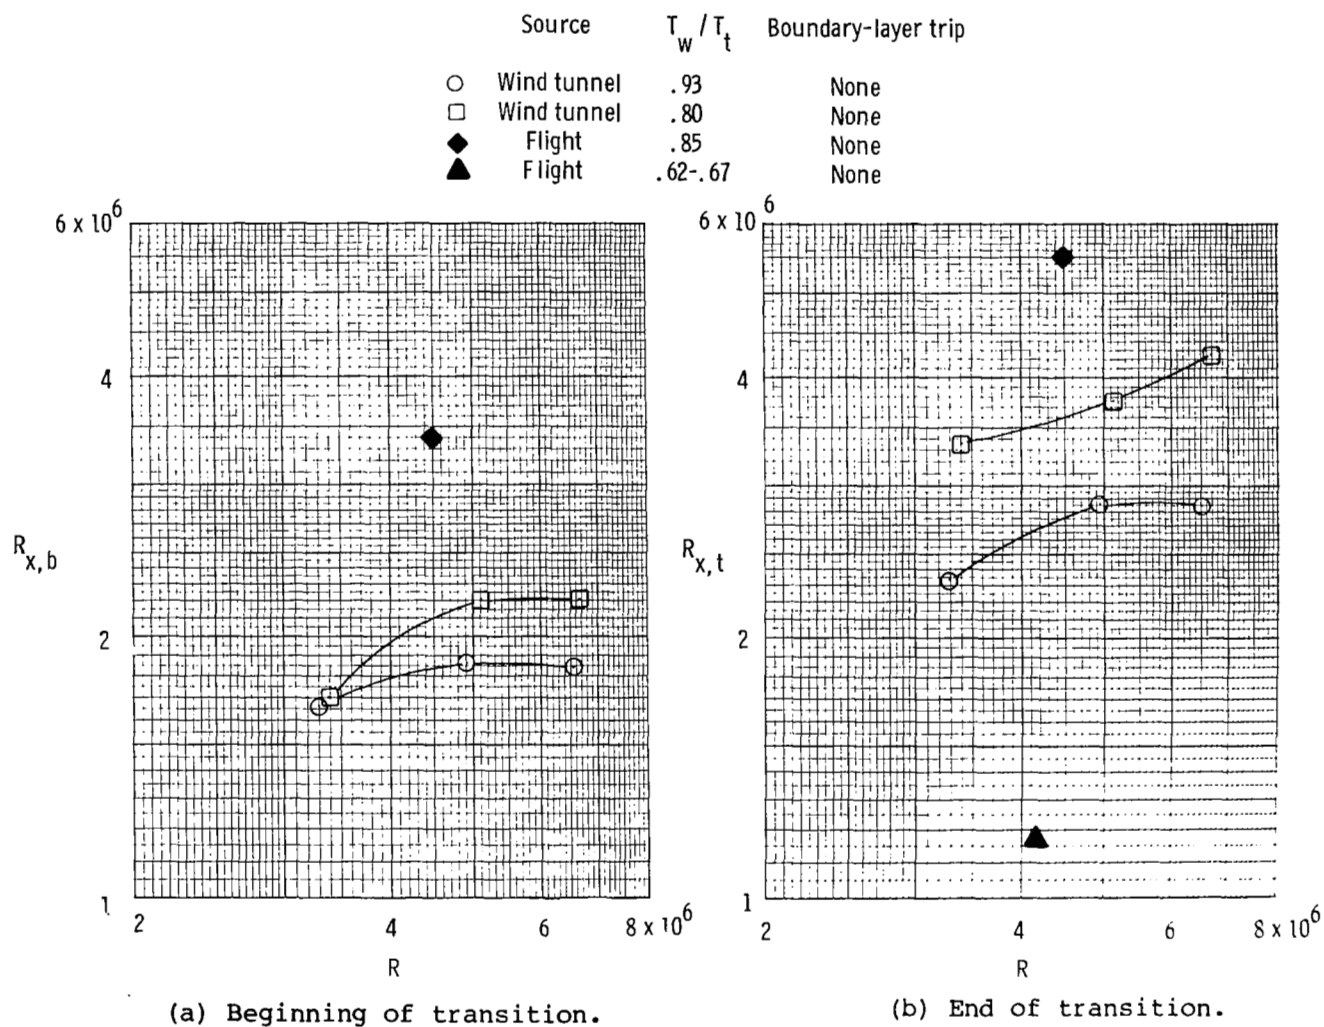 Source T_w/T_t Boundary-layer trip
○ Wind tunnel .93 None
□ Wind tunnel .80 None
◆ Flight .85 None
▲ Flight .62-.67 None
6 x 10^6
4
R_x,b
2
1
2 4 6 8 x 10^6
R
(a) Beginning of transition.
6 x 10^6
4
R_x,t
2
1
2 4 6 8 x 10^6
R
(b) End of transition.